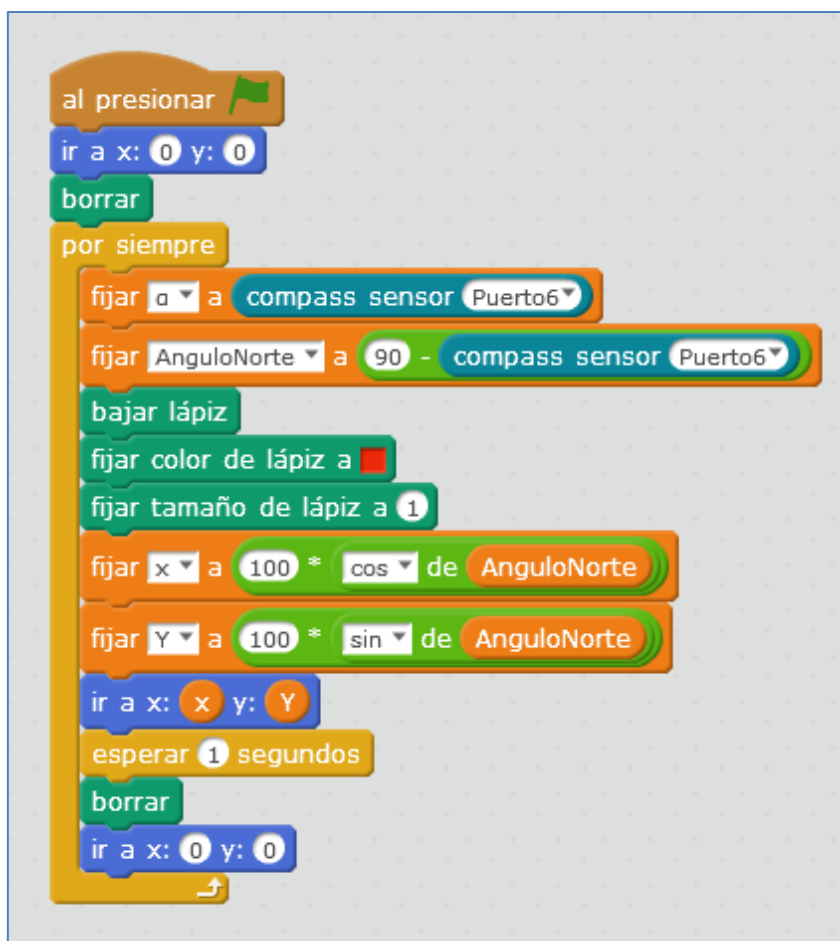 al presionar
ir a x: 0 y: 0
borrar
por siempre
fijar α a compass sensor Puerto6
fijar AnguloNorte a 90 - compass sensor Puerto6
bajar lápiz
fijar color de lápiz a
fijar tamaño de lápiz a 1
fijar x a 100 * cos de AnguloNorte
fijar Y a 100 * sin de AnguloNorte
ir a x: x y: Y
esperar 1 segundos
borrar
ir a x: 0 y: 0